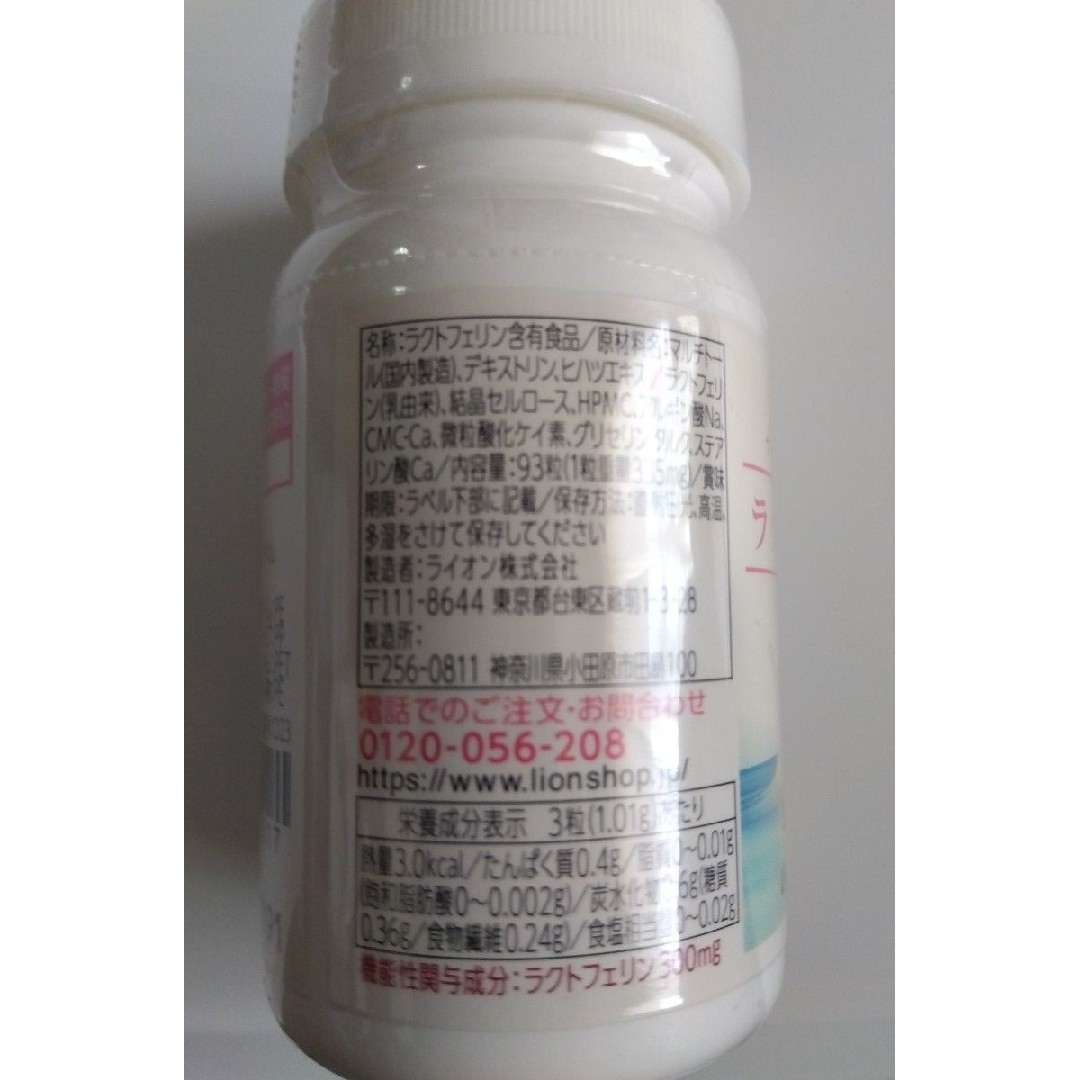 名称：ラクトフェリン含有食品／原材料名：マルチトー
ル(国内製造)、デキストリン、ヒハツエキス／ラクトフェリ
ン(乳由来)、結晶セルロース、HPMC、アルギン酸Na、
CMC-Ca、微粒酸化ケイ素、グリセリン、タルク、ステア
リン酸Ca／内容量：93粒(1粒重量 mg)／賞味
期限：ラベル下部に記載／保存方法：直射日光、高温、
多湿をさけて保存してください
製造者：ライオン株式会社
〒111-8644 東京都台東区蔵前1-3-28
製造所：
〒256-0811 神奈川県小田原市田島100
電話でのご注文・お問合わせ
0120-056-208
https://www.lionshop.jp/
栄養成分表示 3粒(1.01g)あたり
熱量3.0kcal／たんぱく質0.4g／脂質0～0.01g
(飽和脂肪酸0～0.002g)／炭水化物 (糖質
0.36g／食物繊維0.24g)／食塩相当量0～0.02g
機能性関与成分：ラクトフェリン300mg
ラ